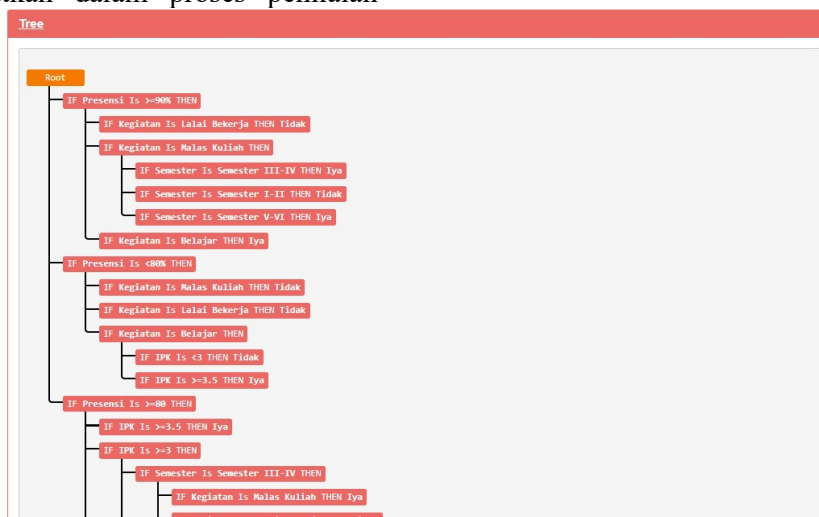 dalam proses
Tree
Root
IF Presensi Is >=90% THEN
IF Kegiatan Is Lalai Bekerja THEN Tidak
IF Kegiatan Is Malas Kuliah THEN
IF Semester Is Semester III-IV THEN Iya
IF Semester Is Semester I-II THEN Tidak
IF Semester Is Semester V-VI THEN Iya
IF Kegiatan Is Belajar THEN Iya
IF Presensi Is <80% THEN
IF Kegiatan Is Malas Kuliah THEN Tidak
IF Kegiatan Is Lalai Bekerja THEN Tidak
IF Kegiatan Is Belajar THEN
IF IPK Is <3 THEN Tidak
IF IPK Is >=3.5 THEN Iya
IF Presensi Is >=80 THEN
IF IPK Is >=3.5 THEN Iya
IF IPK Is >=3 THEN
IF Semester Is Semester III-IV THEN
IF Kegiatan Is Malas Kuliah THEN Iya